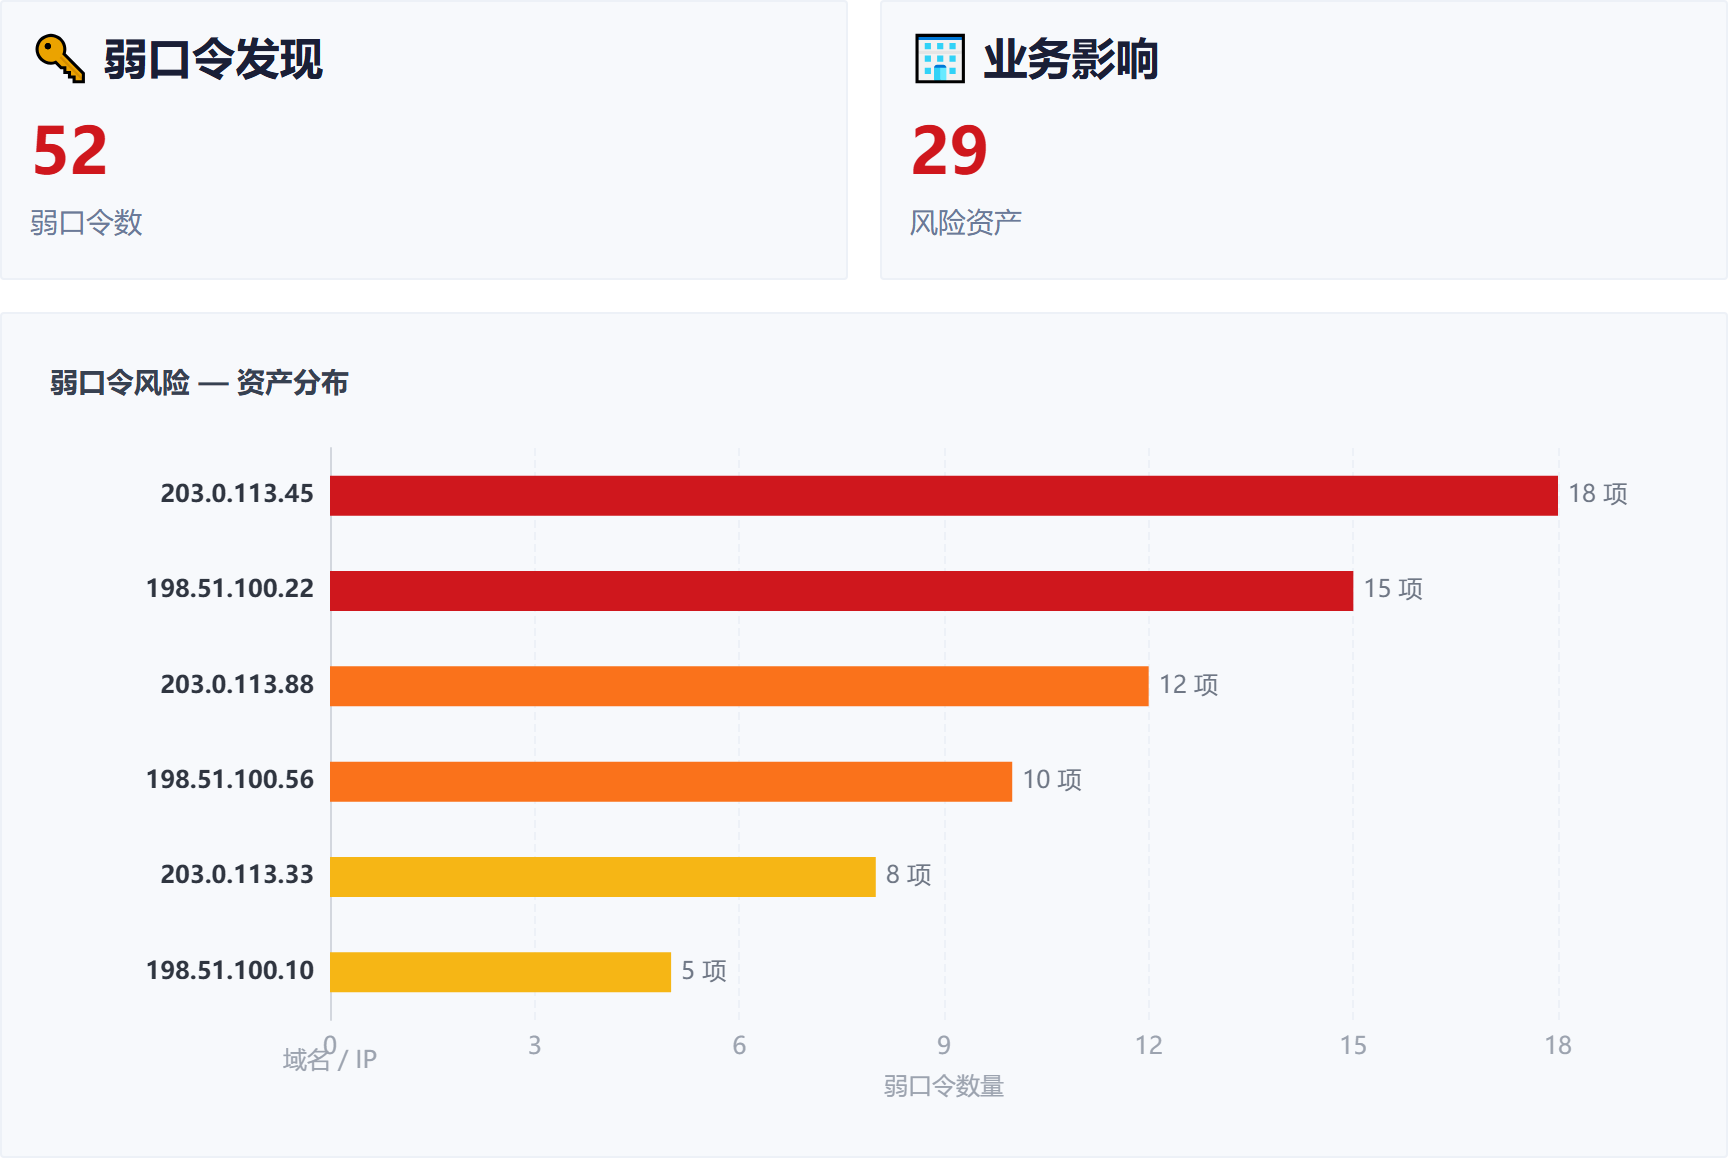 弱口令发现
52
弱口令数
业务影响
29
风险资产
弱口令风险 — 资产分布
203.0.113.45 18 项
198.51.100.22 15 项
203.0.113.88 12 项
198.51.100.56 10 项
203.0.113.33 8 项
198.51.100.10 5 项
0 3 6 9 12 15 18
域名 / IP
弱口令数量